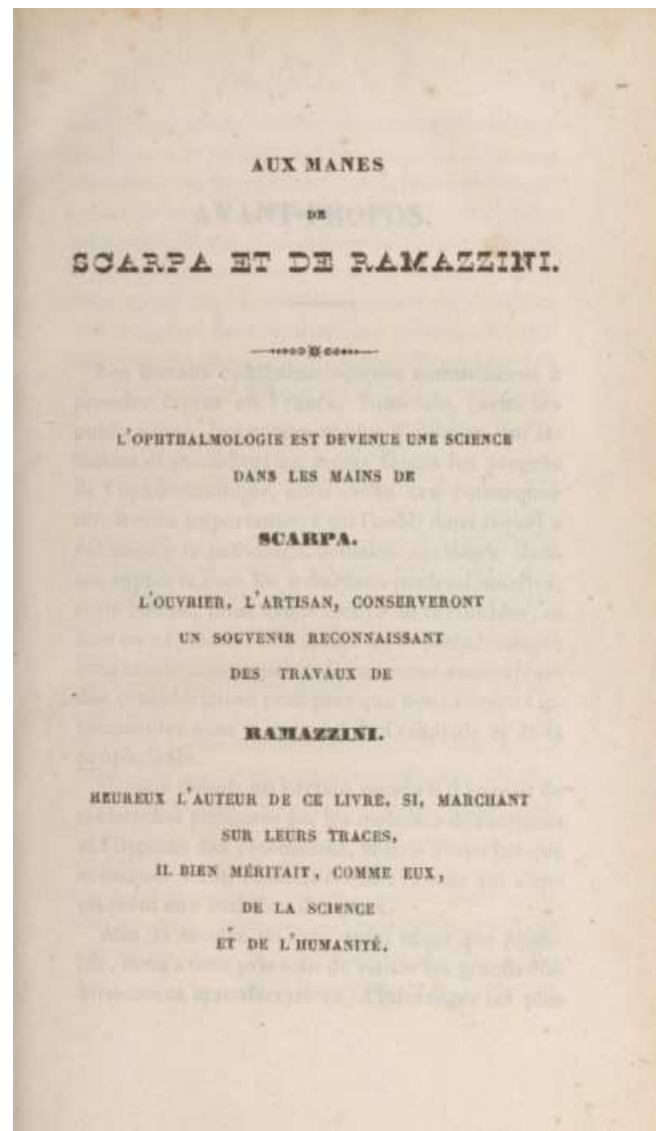 AUX MANES
DE
SCARPA ET DE RAMAZZINI.
L'OPHTHALMOLOGIE EST DEVENUE UNE SCIENCE
DANS LES MAINS DE
SCARPA.
L'OUVRIER, L'ARTISAN, CONSERVERONT
UN SOUVENIR RECONNAISSANT
DES TRAVAUX DE
RAMAZZINI.
HEUREUX L'AUTEUR DE CE LIVRE, SI, MARCHANT
SUR LEURS TRACES,
IL BIEN MÉRITAIT, COMME EUX,
DE LA SCIENCE
ET DE L'HUMANITÉ.